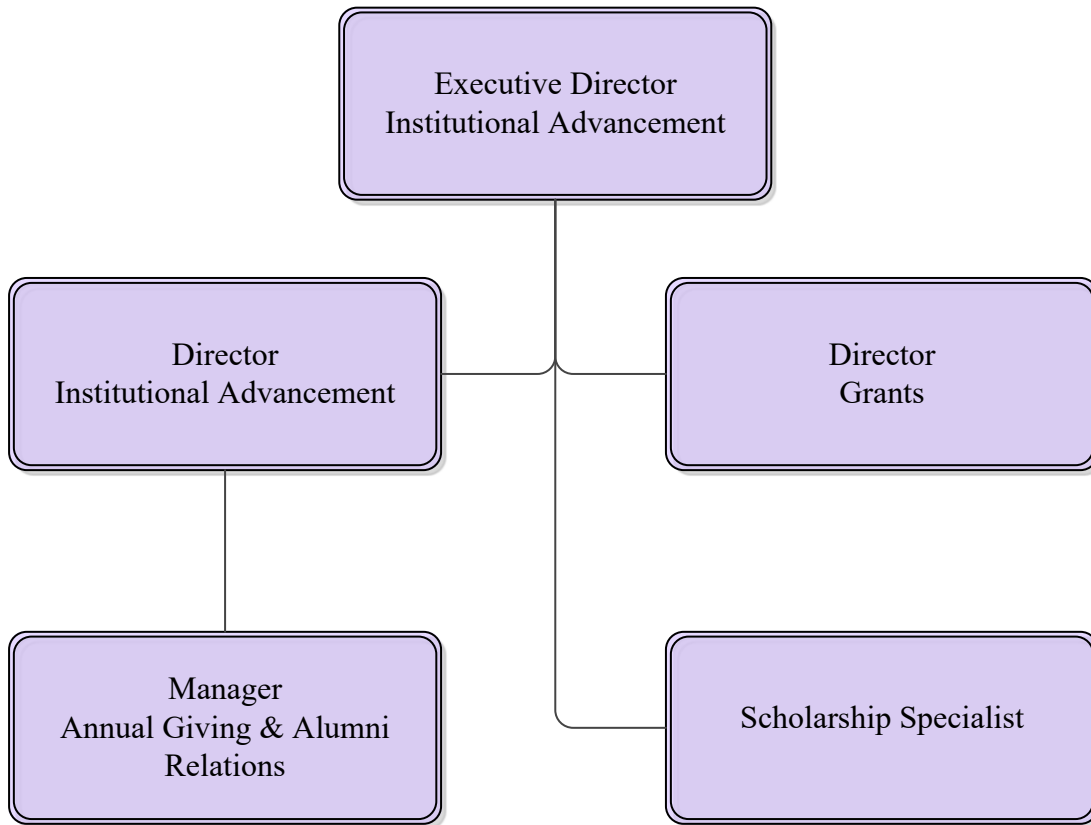 Executive Director
Institutional Advancement
Director
Institutional Advancement
Director
Grants
Manager
Annual Giving & Alumni
Relations
Scholarship Specialist